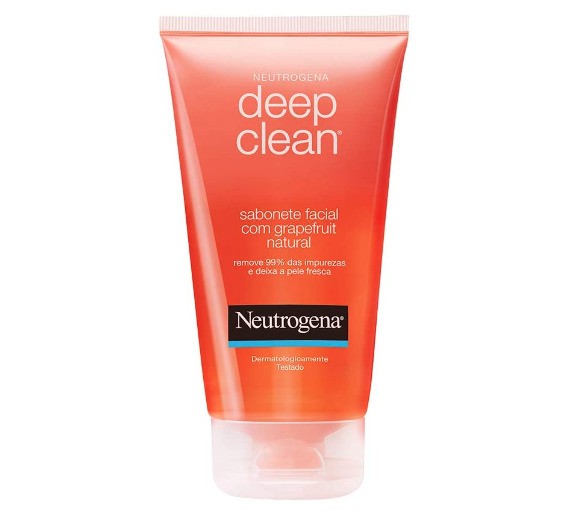 NEUTROGENA
deep
clean®
sabonete facial
com grapefruit
natural
remove 99% das impurezas
e deixa a pele fresca
Neutrogena®
Dermatologicamente
Testado